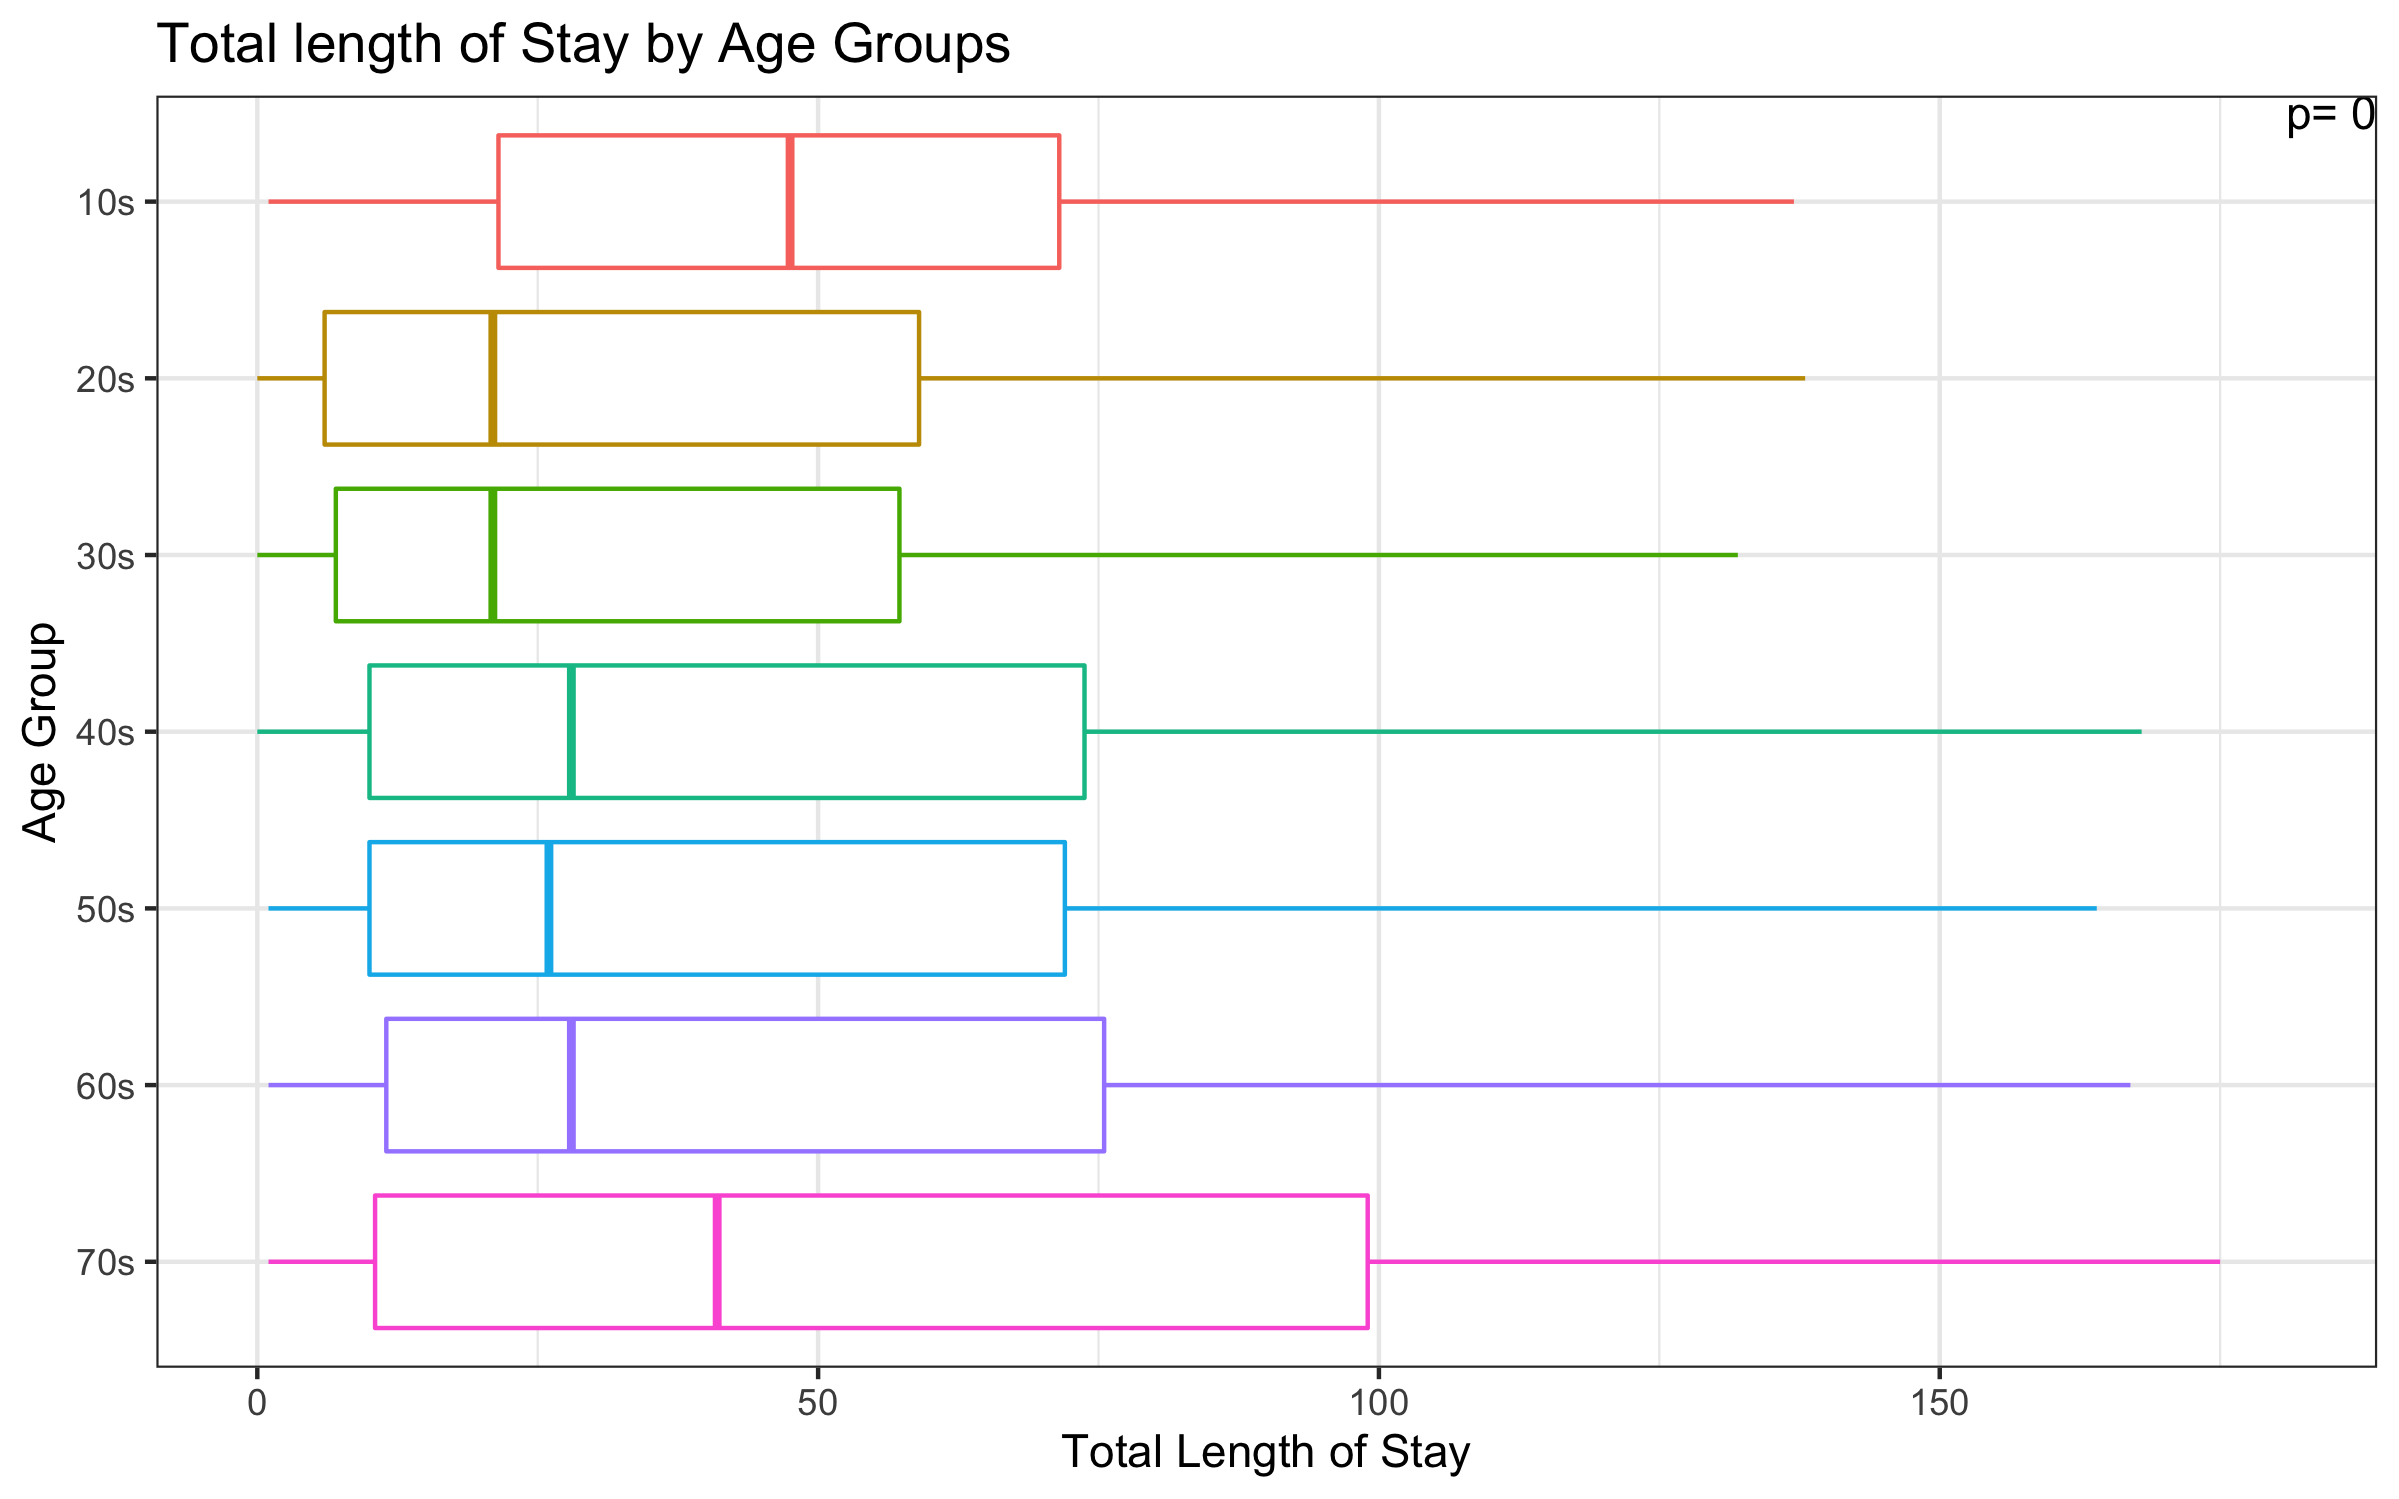 Total length of Stay by Age Groups
p= 0
10s
20s
30s
40s
50s
60s
70s
Age Group
0 50 100 150
Total Length of Stay